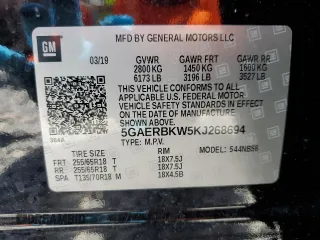 GM
MFD BY GENERAL MOTORS LLC
03/19 GVWR GAWR FRT GAWR RR
2800 KG 1450 KG 1600 KG
6173 LB 3196 LB 3527 LB
THIS VEHICLE CONFORMS TO ALL
APPLICABLE U.S. FEDERAL MOTOR
VEHICLE SAFETY AND THEFT PREVENTION
STANDARDS IN EFFECT ON THE DATE OF
MANUFACTURE SHOWN ABOVE.
5GAERBKW5KJ268694
TYPE: M.P.V. MODEL:
TIRE SIZE RIM
FRT 255/65R18 T 18X7.5J
RR 255/65R18 T 18X7.5J
SPA T135/70R18 M 18X4.5B